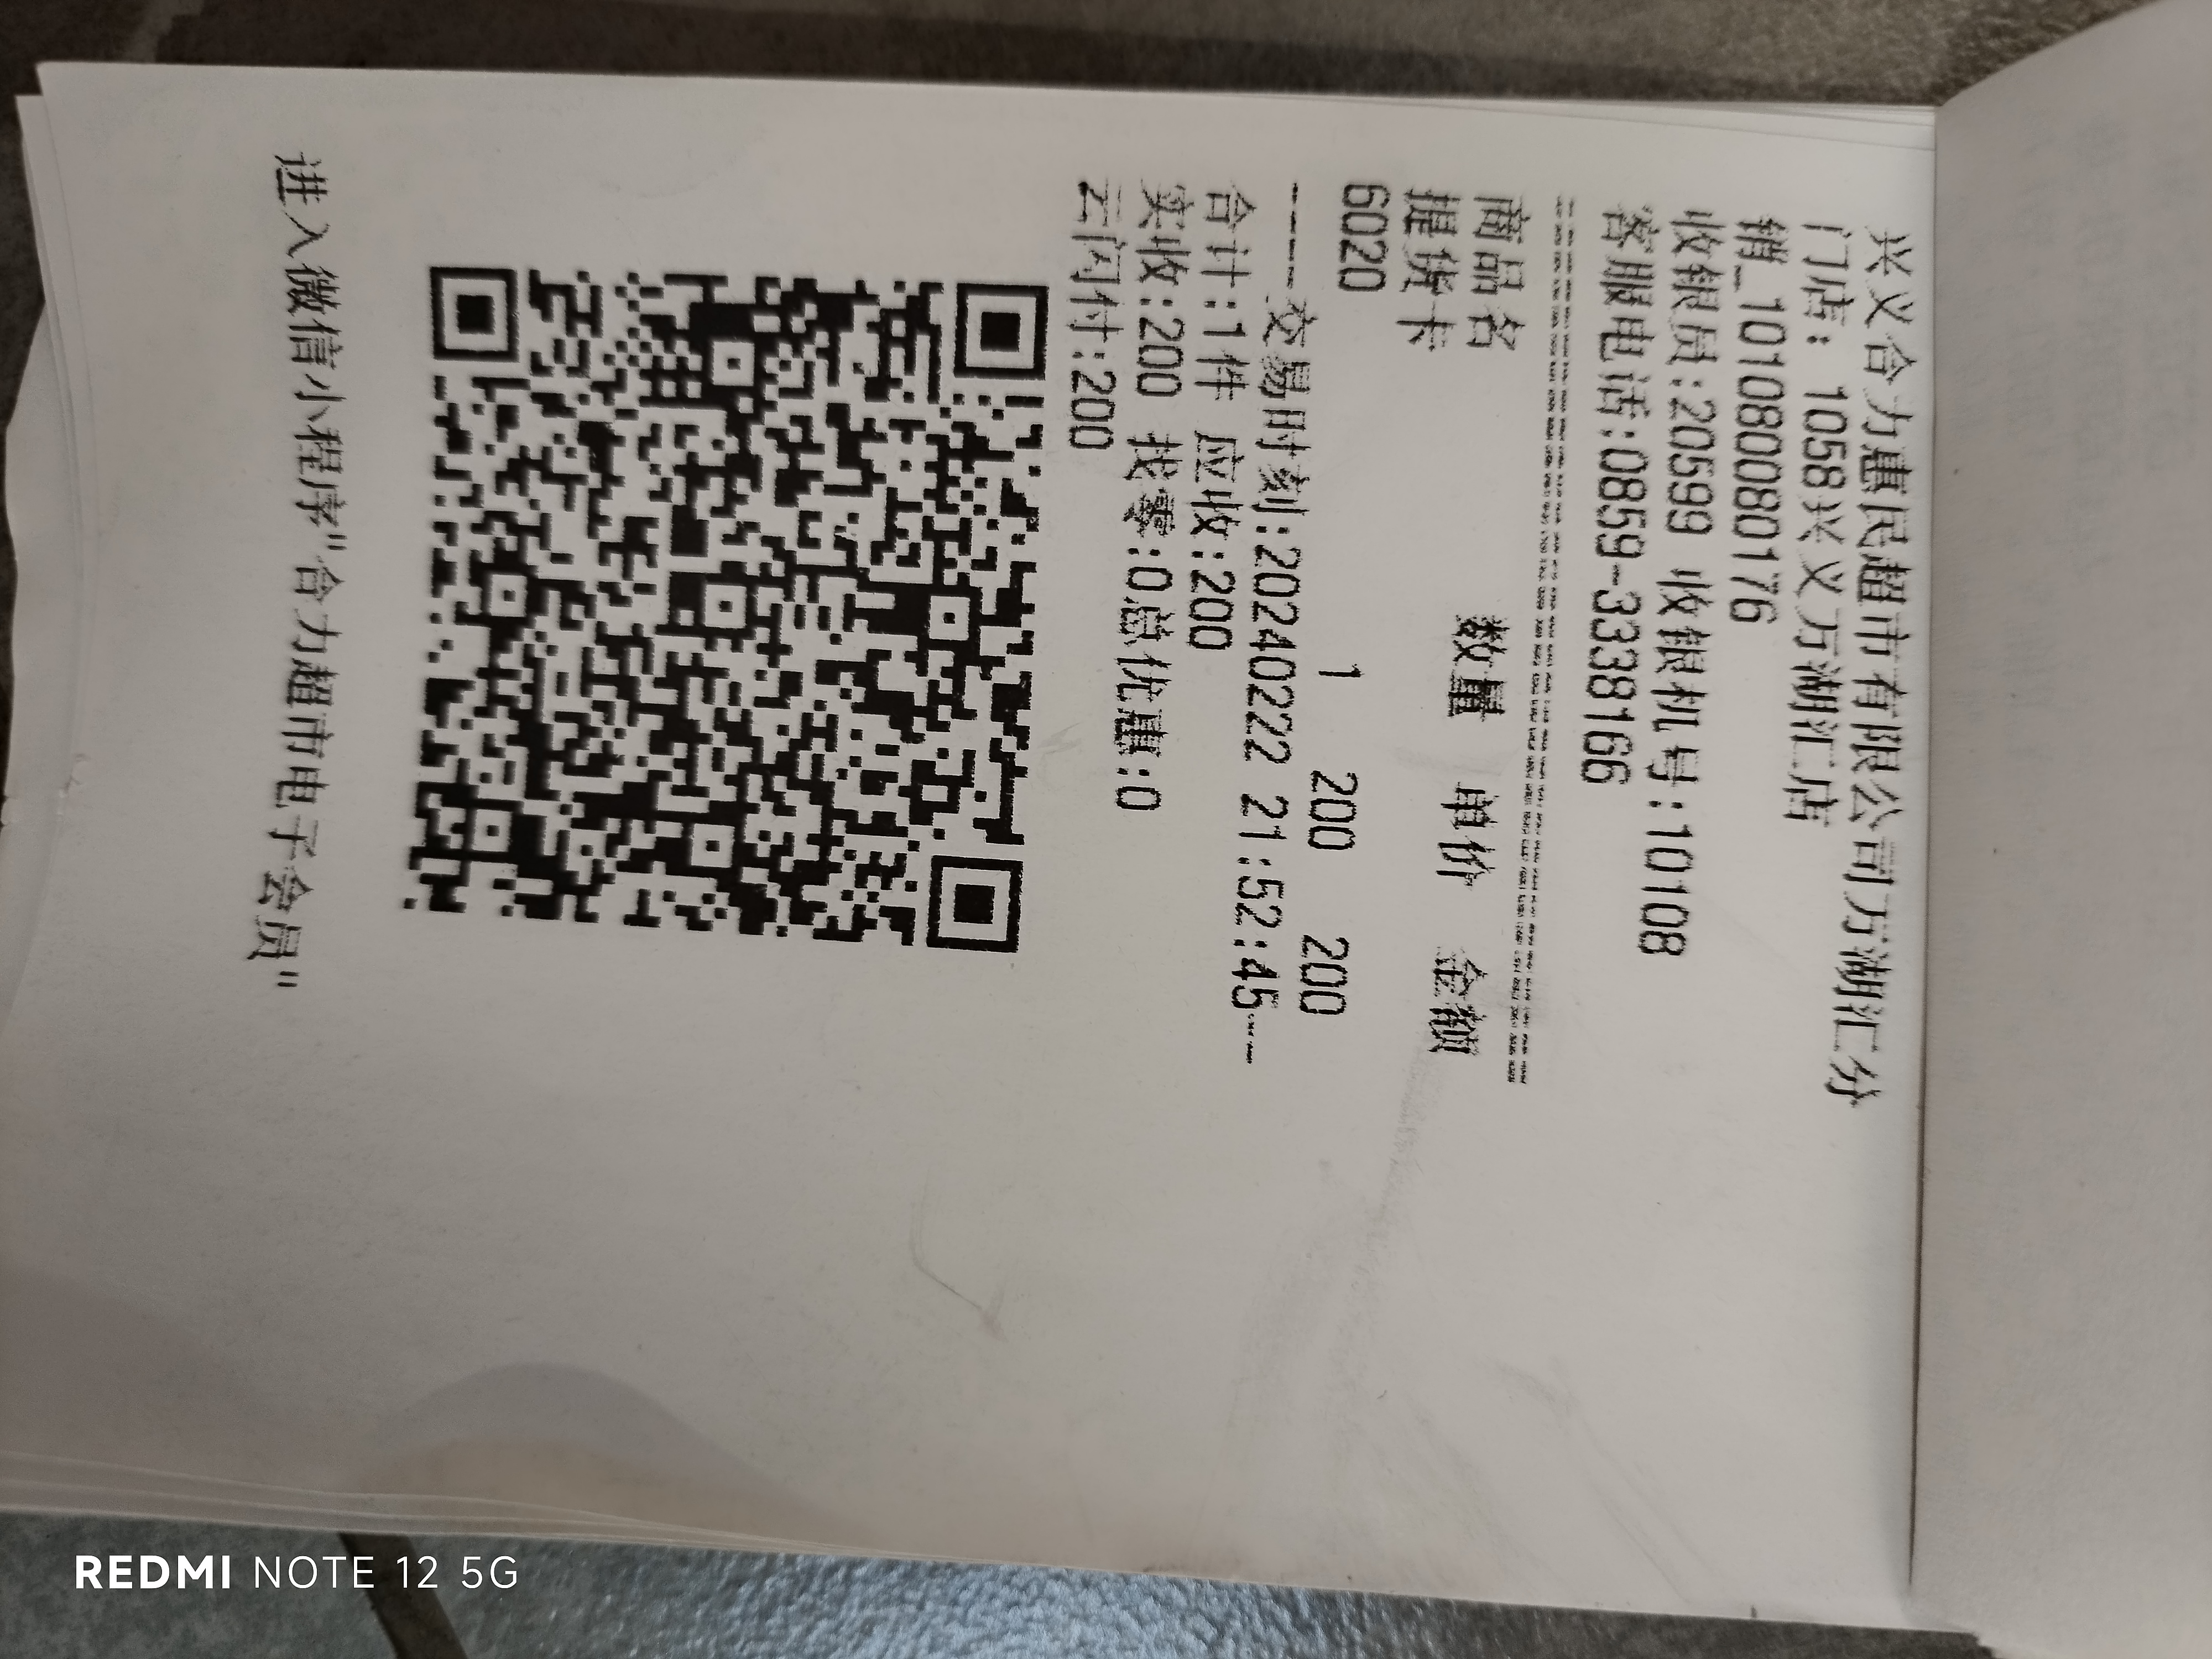 兴义合力惠民超市有限公司万湖汇分
门店: 1058兴义万湖汇店
销_1010800801​76
收银员:20599 收银机号:10108
客服电话:0859-3338166
商品名 数量 单价 金额
提货卡
6020 1 200 200
----交易时刻:20240222 21:52:45----
合计:1件 应收:200
实收:200 找零:0总优惠:0
云闪付:200
进入微信小程序"合力超市电子会员"
REDMI NOTE 12 5G